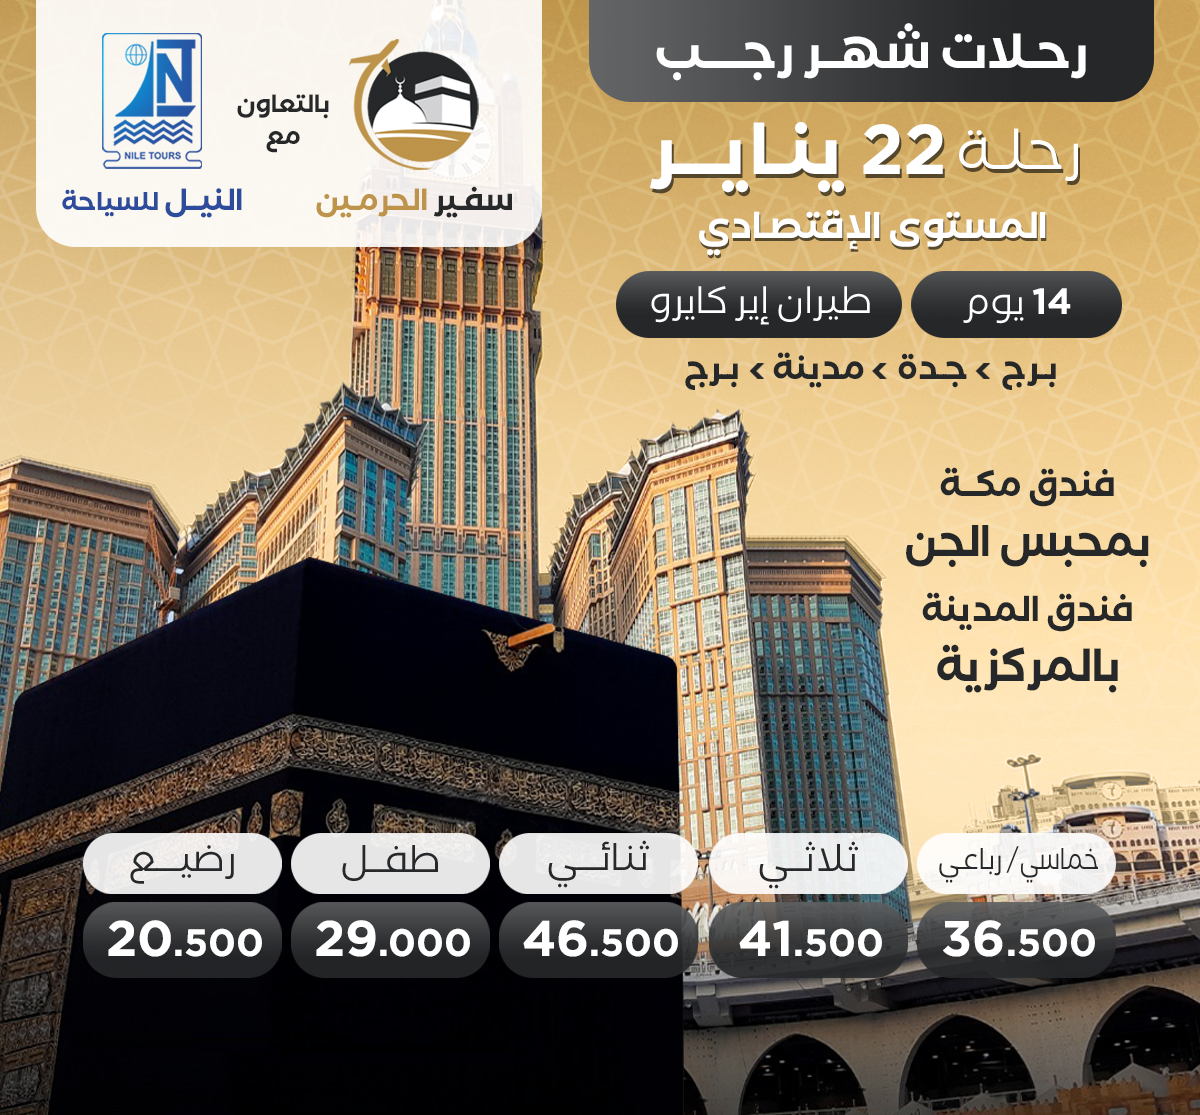 رحلات شهر رجب
رحلة 22 يناير
المستوى الإقتصادي
14 يوم
طيران إير كايرو
برج > جدة > مدينة > برج
سفير الحرمين
بالتعاون
مع
NILE TOURS
النيل للسياحة
فندق مكة
بمحبس الجن
فندق المدينة
بالمركزية
خماسي/ رباعي
36.500
ثلاثي
41.500
ثنائي
46.500
طفل
29.000
رضيع
20.500